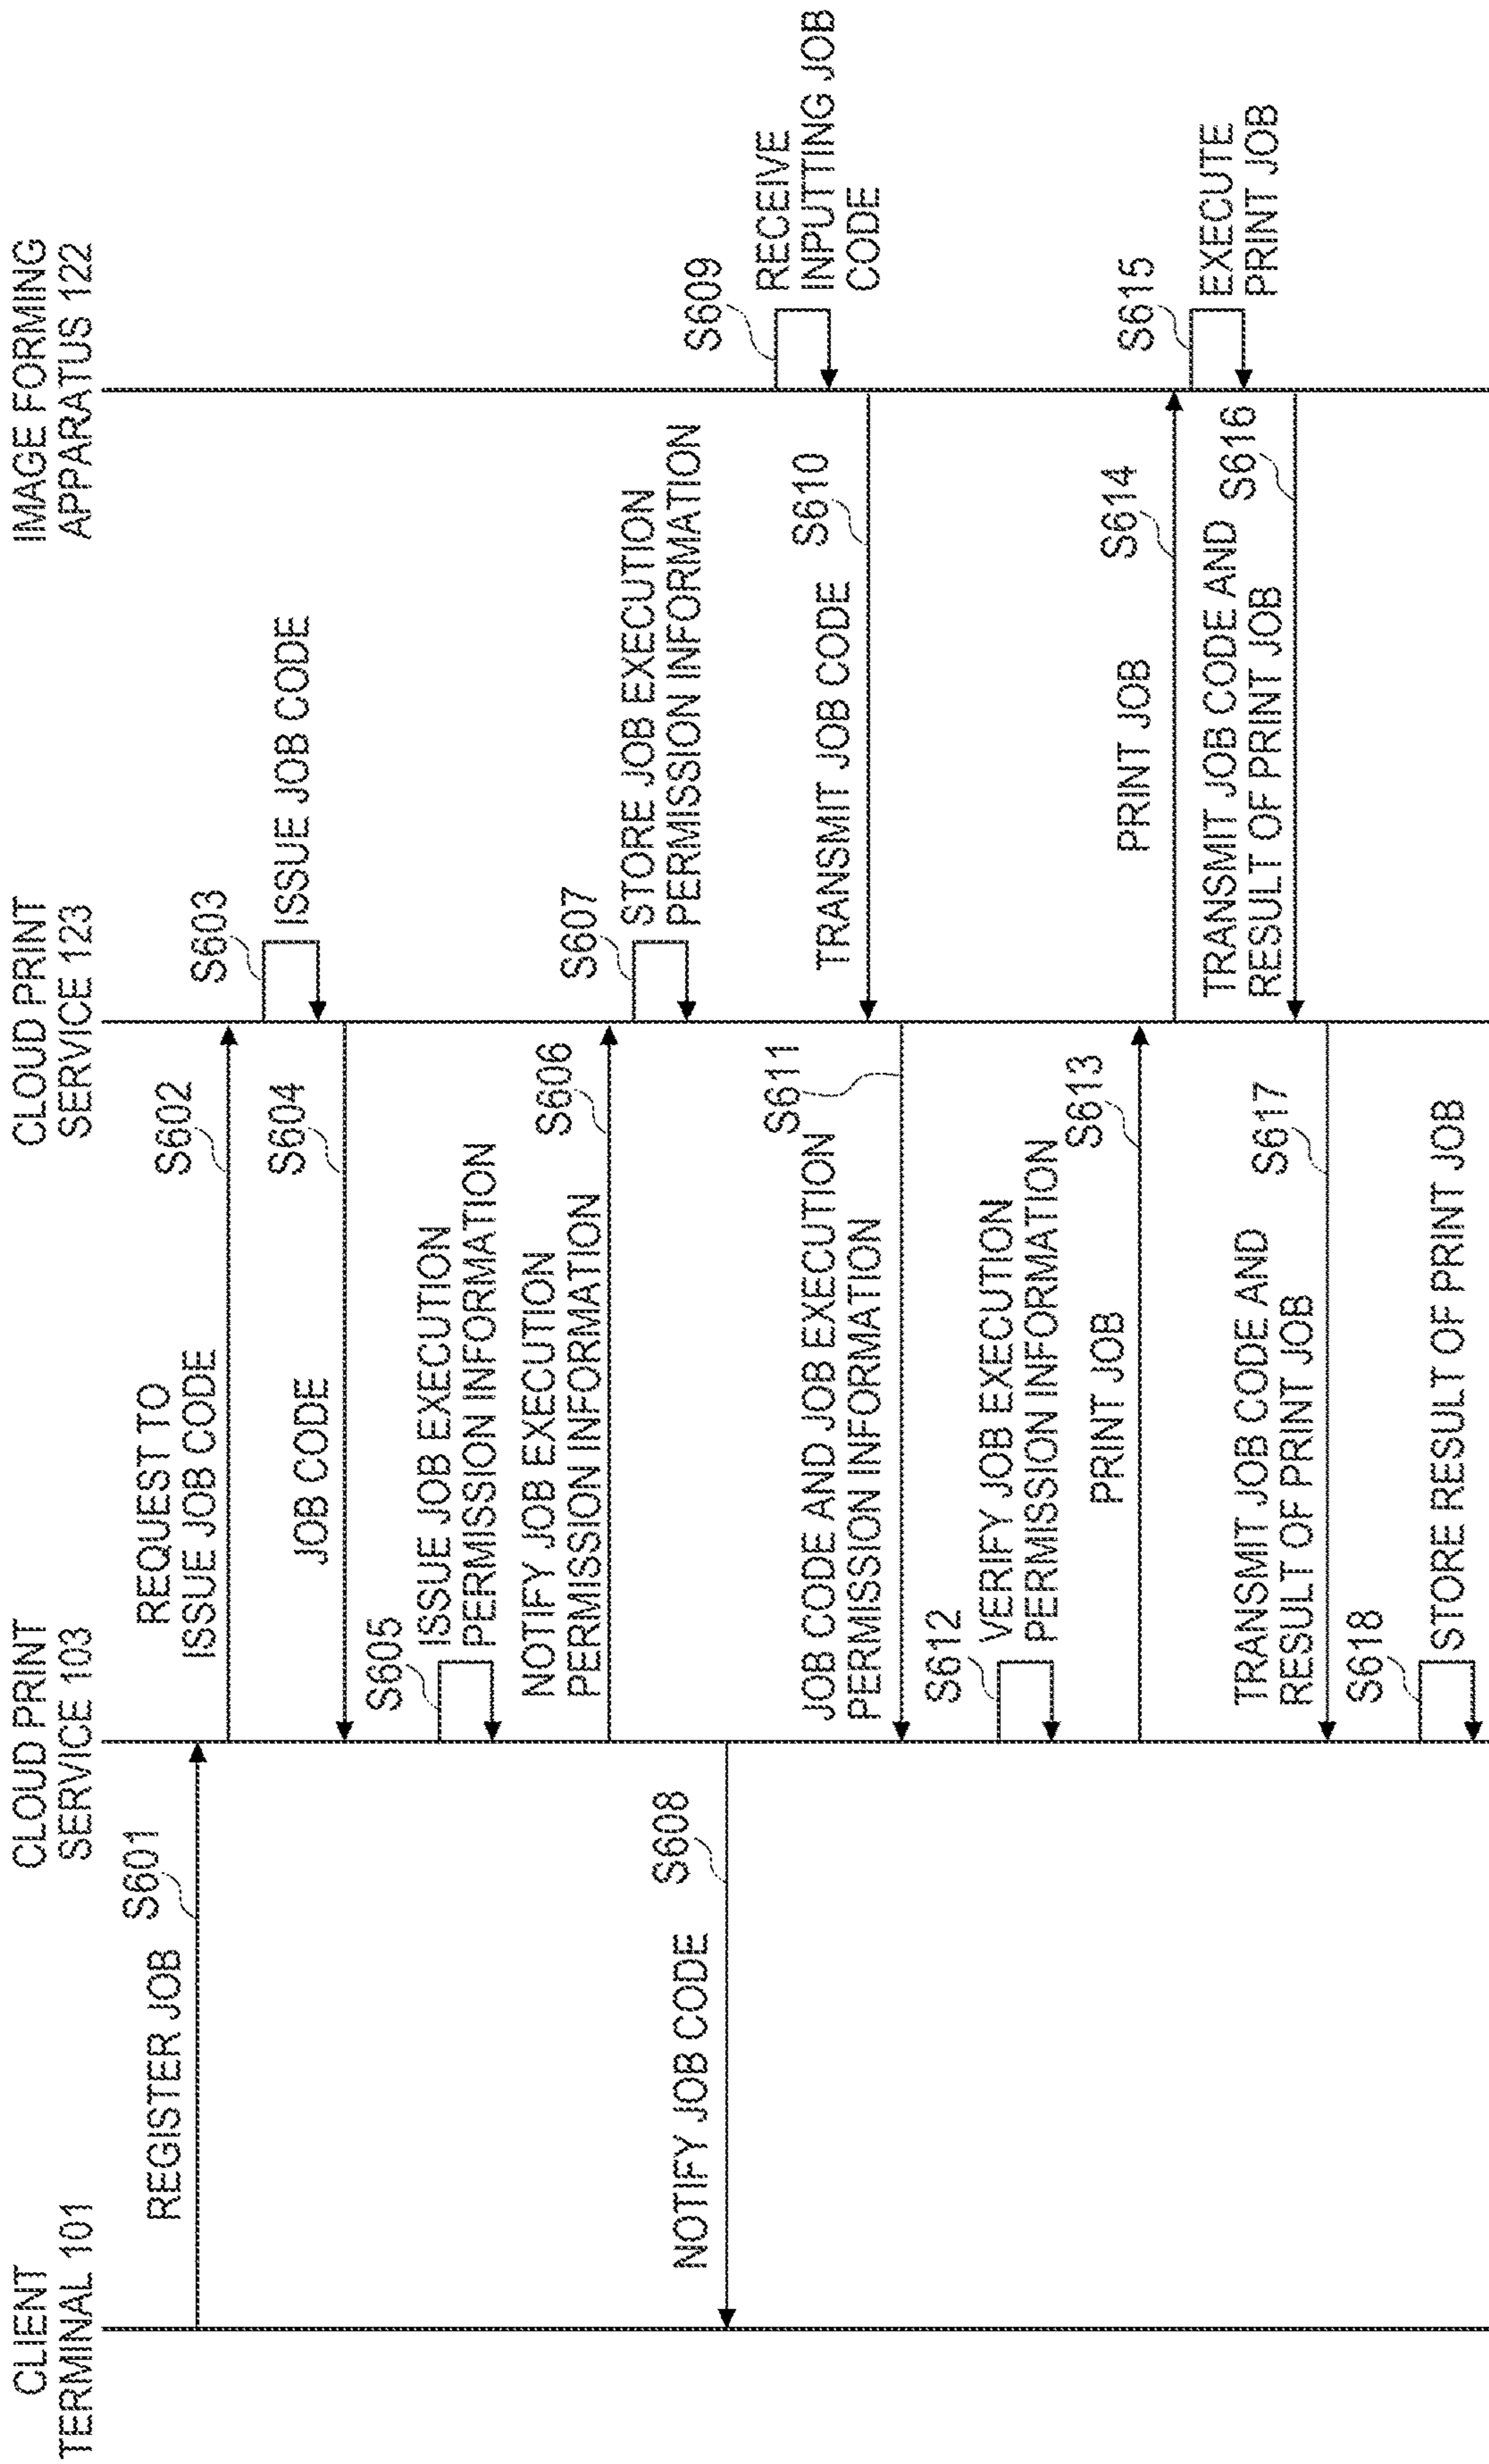 CLIENT
TERMINAL 101
CLOUD PRINT
SERVICE 103
CLOUD PRINT
SERVICE 123
IMAGE FORMING
APPARATUS 122
S601
REGISTER JOB
S602
REQUEST TO
ISSUE JOB CODE
S603
ISSUE JOB CODE
S604
JOB CODE
S605
ISSUE JOB EXECUTION
PERMISSION INFORMATION
S606
NOTIFY JOB EXECUTION
PERMISSION INFORMATION
S607
STORE JOB EXECUTION
PERMISSION INFORMATION
S608
NOTIFY JOB CODE
S609
RECEIVE
INPUTTING JOB
CODE
S610
TRANSMIT JOB CODE
S611
JOB CODE AND JOB EXECUTION
PERMISSION INFORMATION
S612
VERIFY JOB EXECUTION
PERMISSION INFORMATION
S613
PRINT JOB
S614
PRINT JOB
S615
EXECUTE
PRINT JOB
S616
TRANSMIT JOB CODE AND
RESULT OF PRINT JOB
S617
TRANSMIT JOB CODE AND
RESULT OF PRINT JOB
S618
STORE RESULT OF PRINT JOB